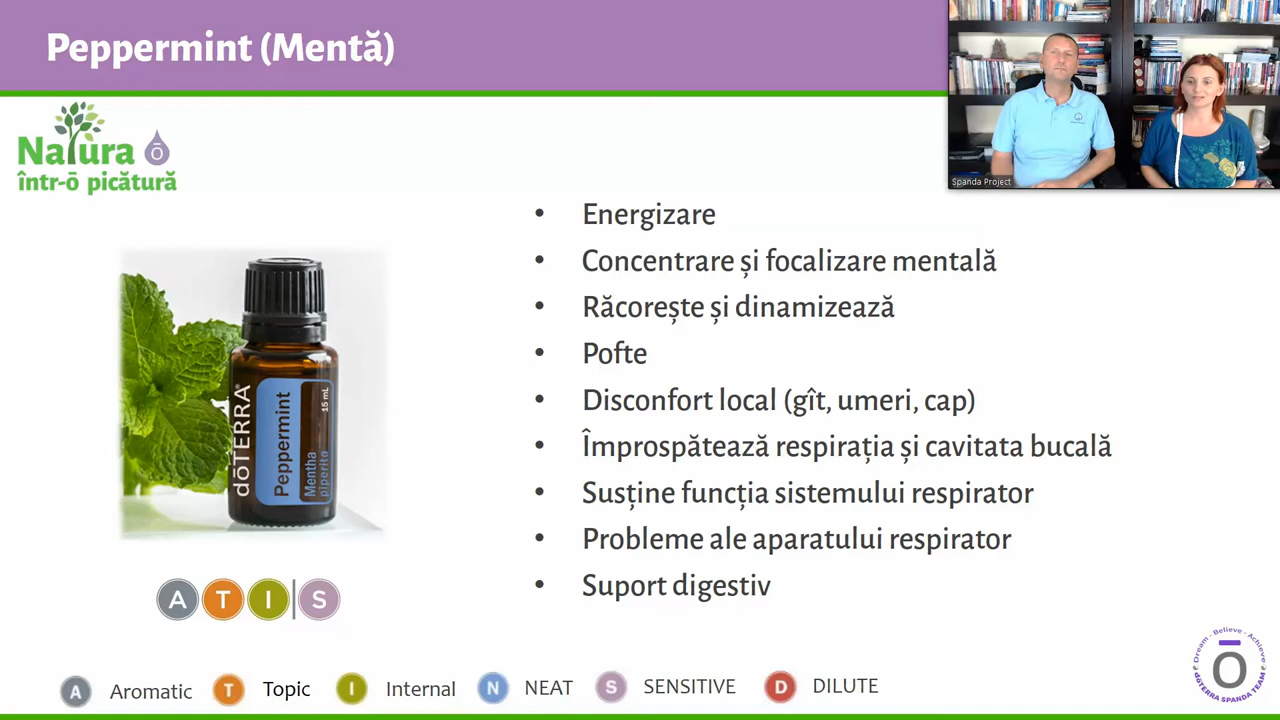 Peppermint (Mentă)
Spanda Project
Natura ō
într-ō picătură
• Energizare
• Concentrare și focalizare mentală
• Răcorește și dinamizează
• Pofte
• Disconfort local (gît, umeri, cap)
• Împrospătează respirația și cavitata bucală
• Susține funcția sistemului respirator
• Probleme ale aparatului respirator
• Suport digestiv
dōTERRA®
Peppermint
15 mL
Mentha
piperita
A T I | S
A Aromatic T Topic I Internal N NEAT S SENSITIVE D DILUTE
Dream - Believe - Achieve
ō
dōTERRA SPANDA TEAM